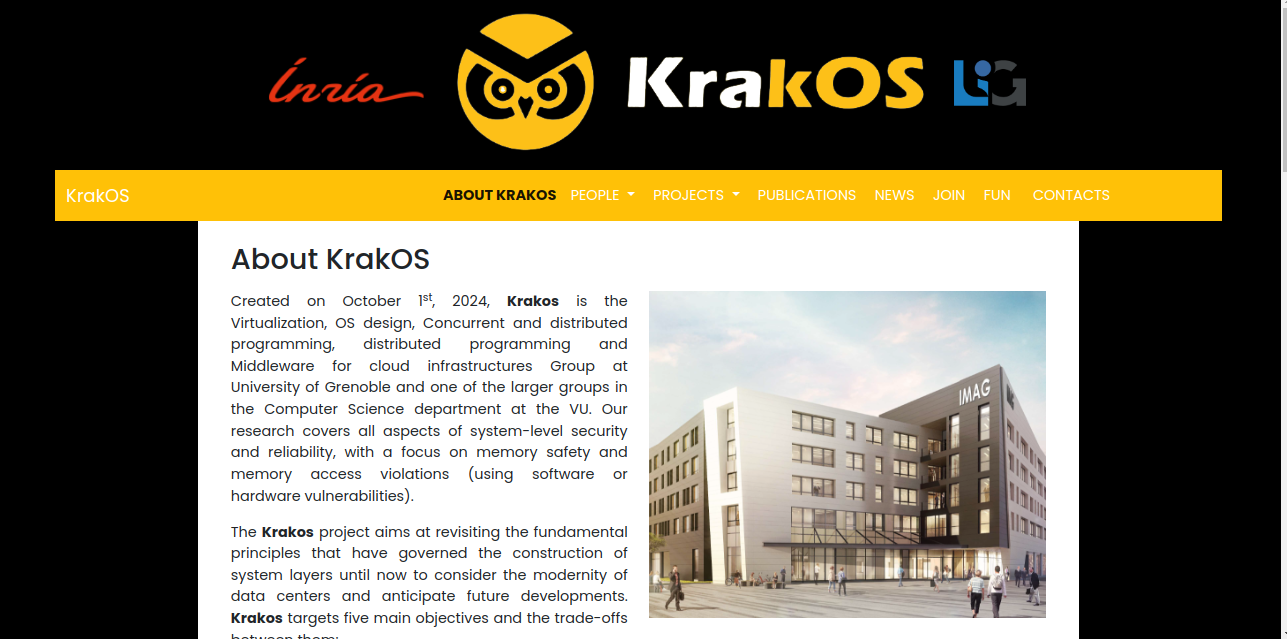 Inria KrakOS LIG
KrakOS ABOUT KRAKOS PEOPLE PROJECTS PUBLICATIONS NEWS JOIN FUN CONTACTS
About KrakOS
Created on October 1st, 2024, Krakos is the
Virtualization, OS design, Concurrent and distributed
programming, distributed programming and
Middleware for cloud infrastructures Group at
University of Grenoble and one of the larger groups in
the Computer Science department at the VU. Our
research covers all aspects of system-level security
and reliability, with a focus on memory safety and
memory access violations (using software or
hardware vulnerabilities).
The Krakos project aims at revisiting the fundamental
principles that have governed the construction of
system layers until now to consider the modernity of
data centers and anticipate future developments.
Krakos targets five main objectives and the trade-offs
between them:
IMAG